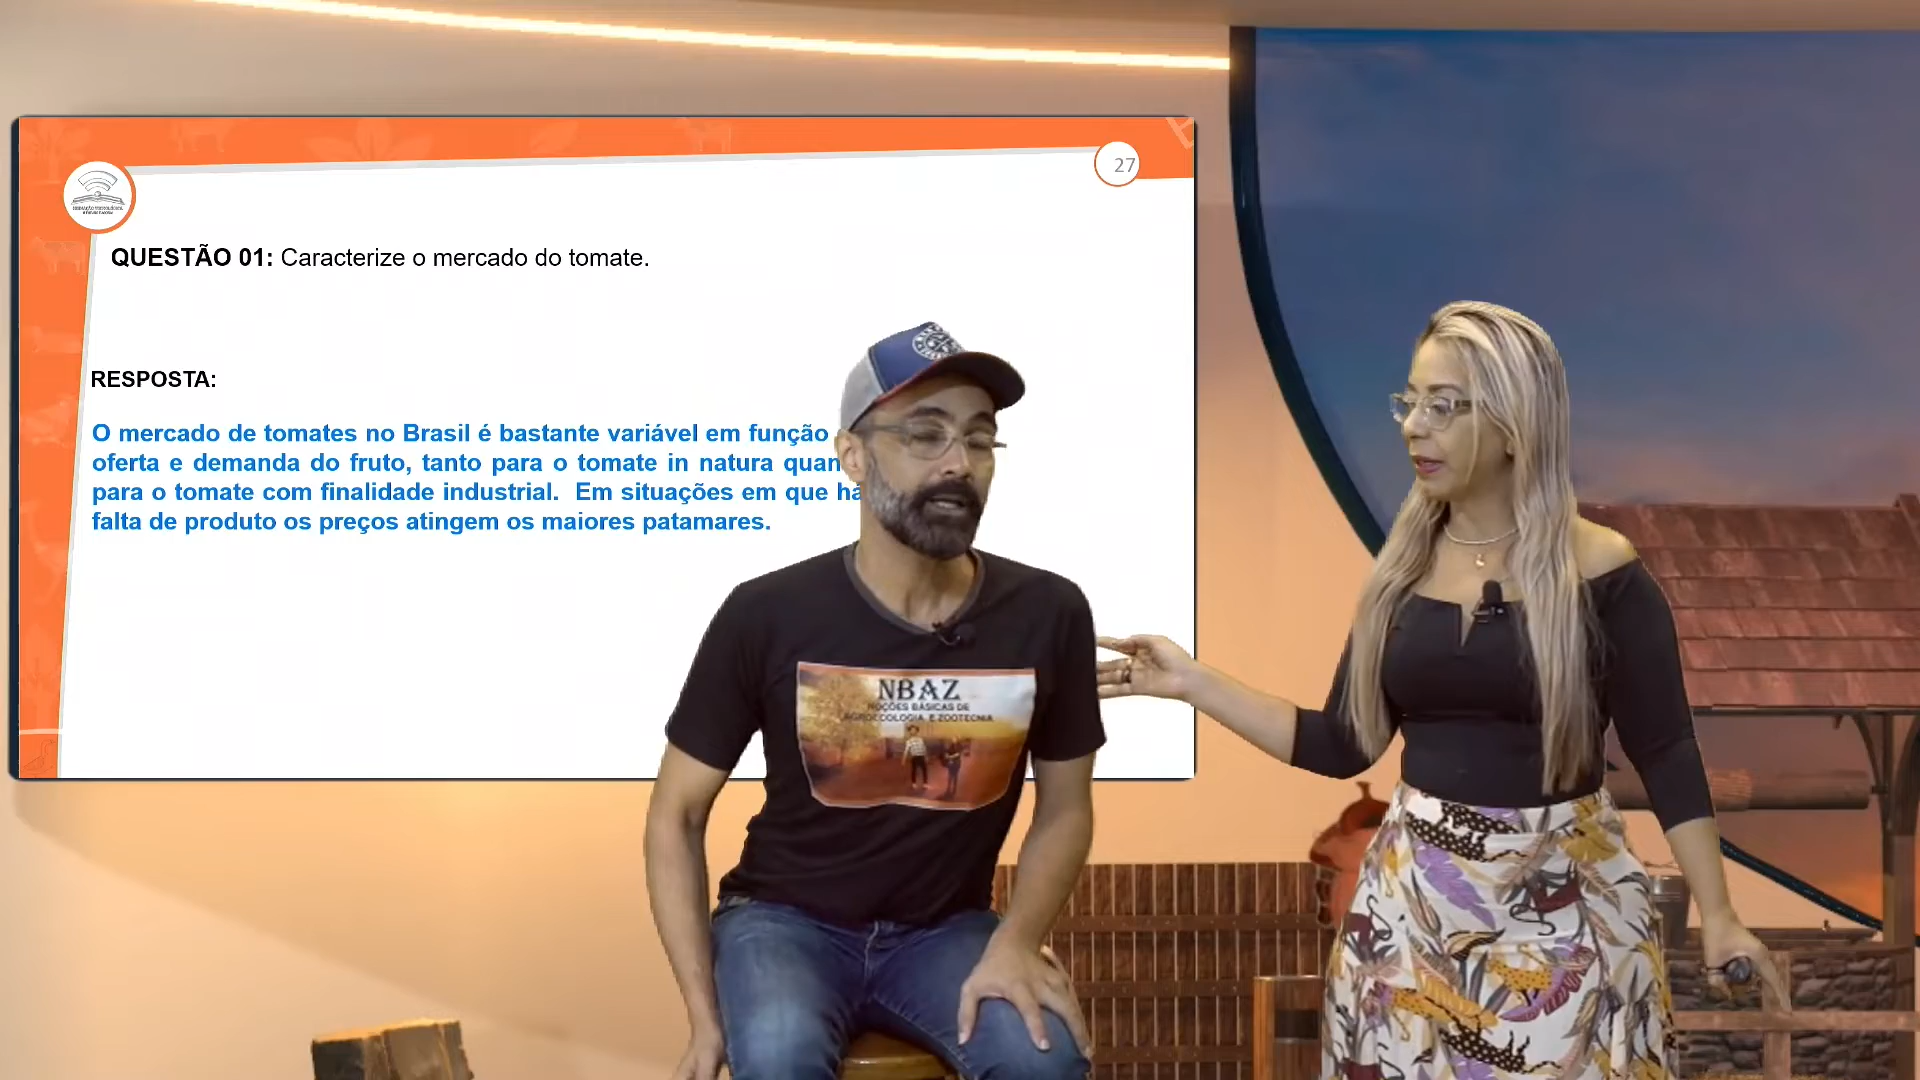 27
QUESTÃO 01: Caracterize o mercado do tomate.
RESPOSTA:
O mercado de tomates no Brasil é bastante variável em função
oferta e demanda do fruto, tanto para o tomate in natura quan
para o tomate com finalidade industrial. Em situações em que há
falta de produto os preços atingem os maiores patamares.
NBAZ
NOÇÕES BÁSICAS DE
AGROECOLOGIA E ZOOTECNIA